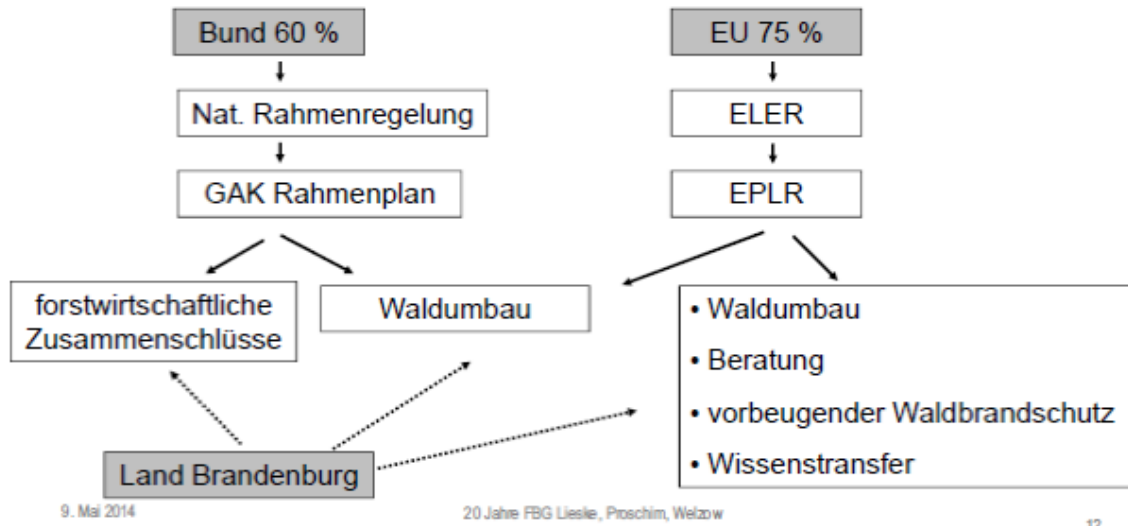 Bund 60 %
EU 75 %
Nat. Rahmenregelung
ELER
GAK Rahmenplan
EPLR
forstwirtschaftliche
Zusammenschlüsse
Waldumbau
• Waldumbau
• Beratung
• vorbeugender Waldbrandschutz
• Wissenstransfer
Land Brandenburg
9. Mai 2014
20 Jahre FBG Lieske, Proschim, Welzow
12